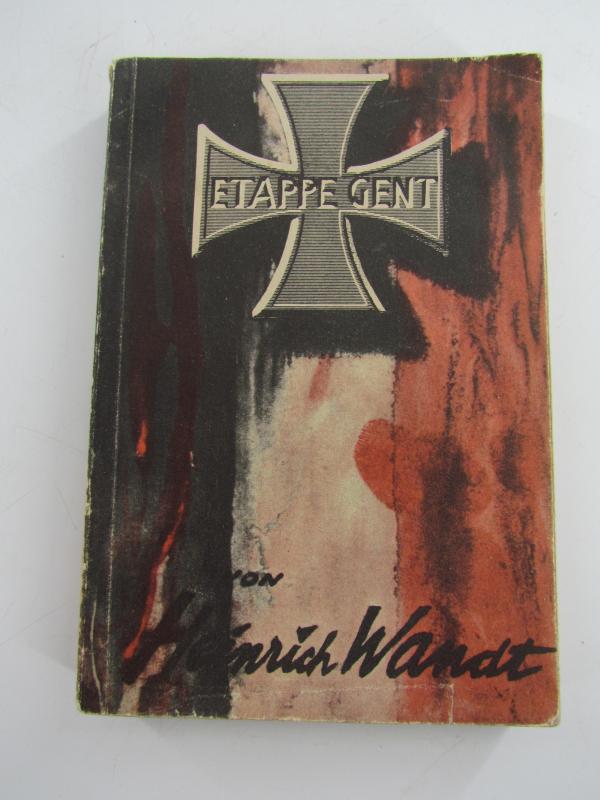 ETAPPE GENT
VON
Heinrich Wandt